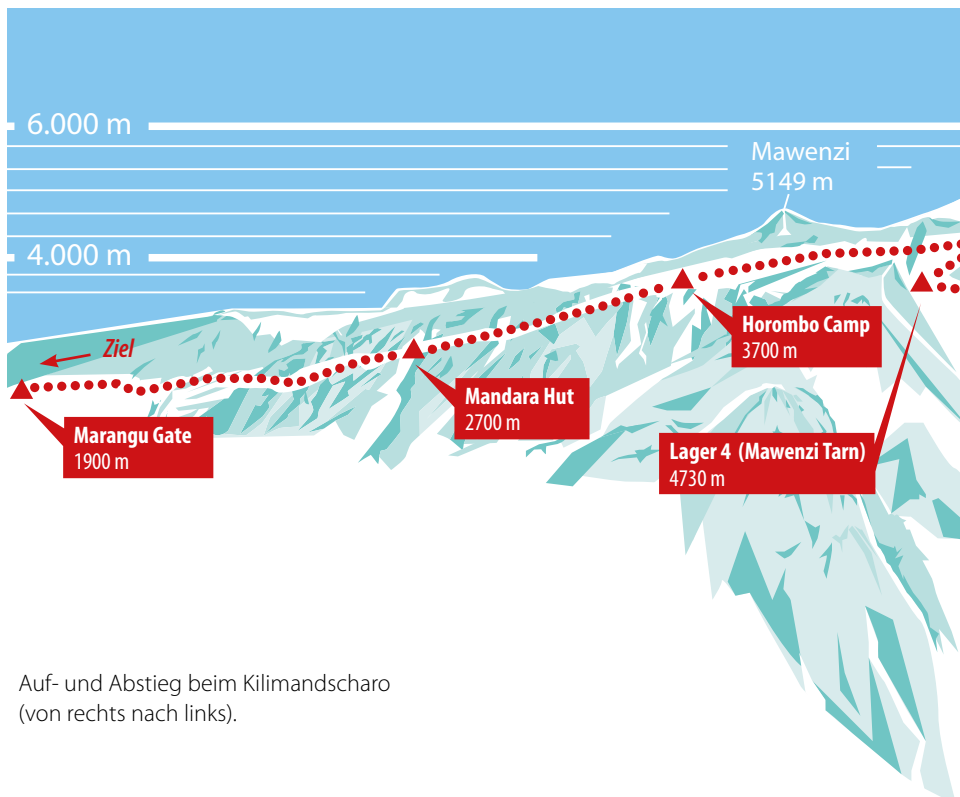 6.000 m
Mawenzi
5149 m
4.000 m
Ziel
Horombo Camp
3700 m
Mandara Hut
2700 m
Marangu Gate
1900 m
Lager 4 (Mawenzi Tarn)
4730 m
Auf- und Abstieg beim Kilimandscharo
(von rechts nach links).